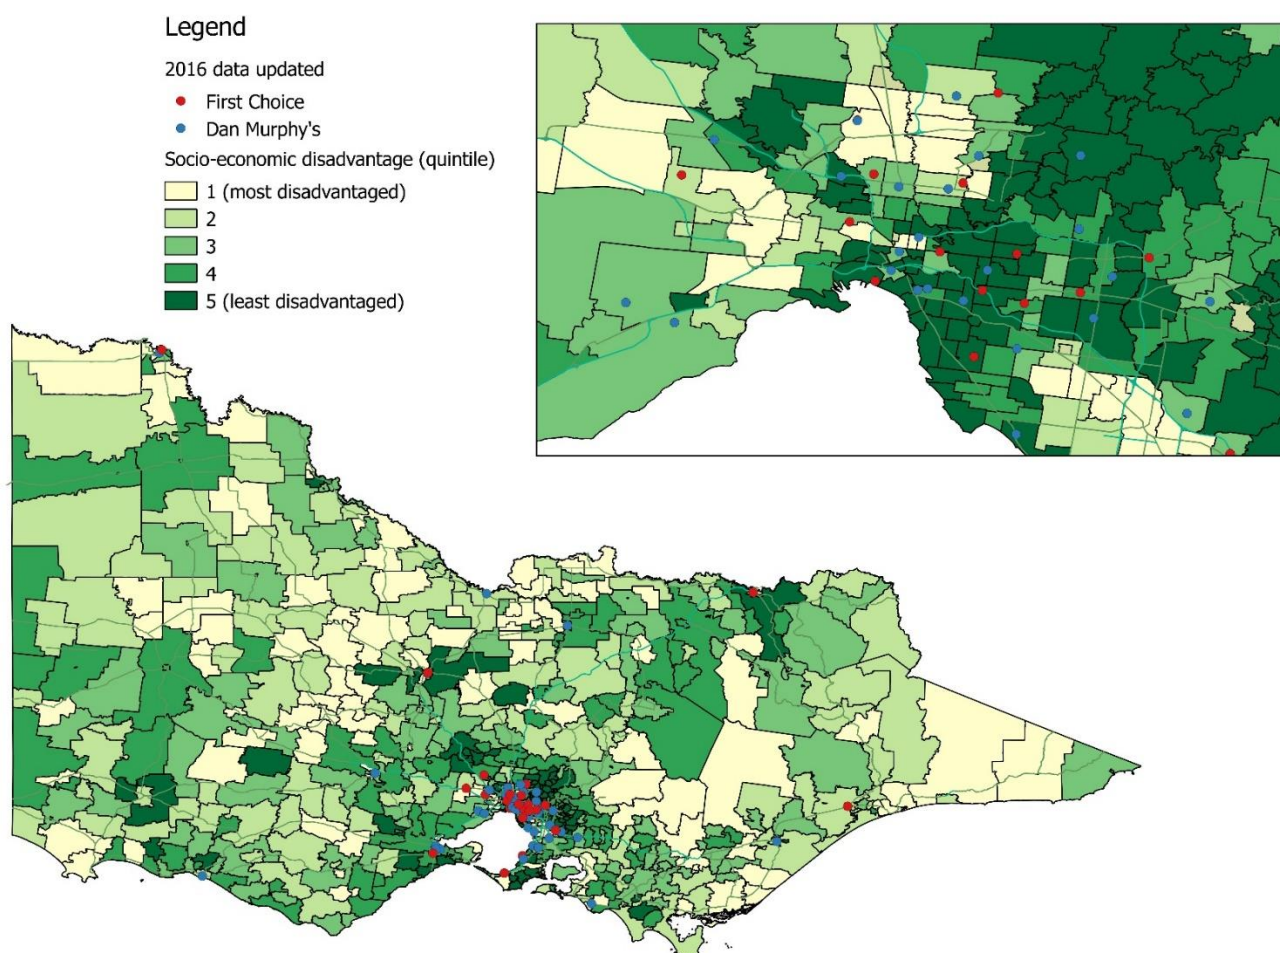 Legend
2016 data updated
First Choice
Dan Murphy's
Socio-economic disadvantage (quintile)
1 (most disadvantaged)
2
3
4
5 (least disadvantaged)